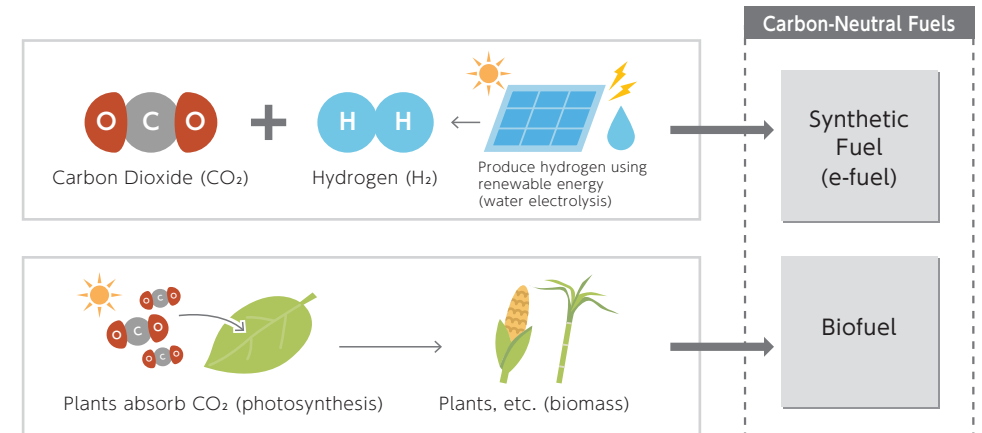 Carbon-Neutral Fuels
O C O
H H
Carbon Dioxide (CO₂)
Hydrogen (H₂)
Produce hydrogen using
renewable energy
(water electrolysis)
Synthetic
Fuel
(e-fuel)
O C O
O C O
O C O
Plants absorb CO₂ (photosynthesis)
Plants, etc. (biomass)
Biofuel